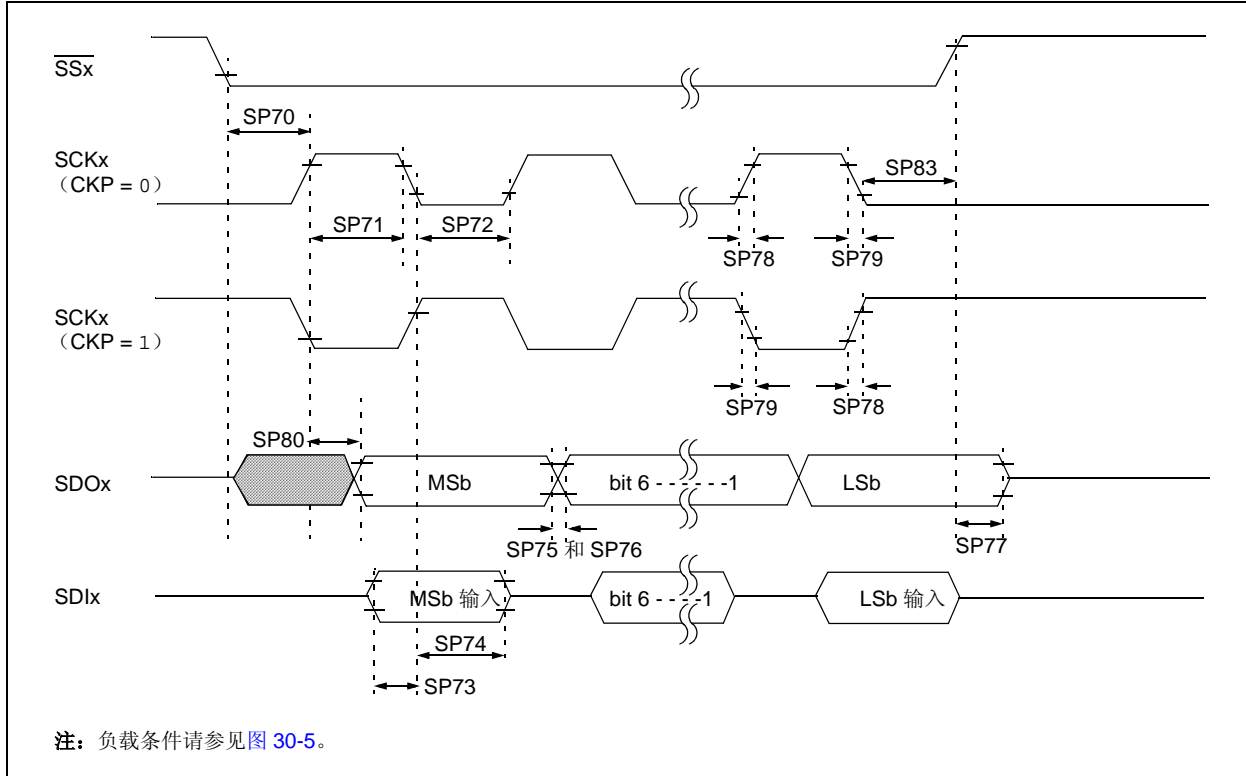 SSx
SP70
SCKx
（CKP = 0）
SP83
SP71
SP72
SP78
SP79
SCKx
（CKP = 1）
SP79
SP78
SP80
SDOx
MSb
bit 6 - - - - - - -1
LSb
SP75 和 SP76
SP77
SDIx
MSb 输入
bit 6 - - - - -1
LSb 输入
SP74
SP73
注：负载条件请参见图 30-5。